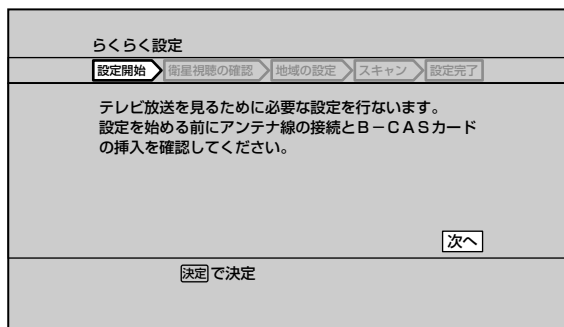 らくらく設定
設定開始 衛星視聴の確認 地域の設定 スキャン 設定完了
テレビ放送を見るために必要な設定を行ないます。
設定を始める前にアンテナ線の接続とB－CASカード
の挿入を確認してください。
次へ
決定で決定